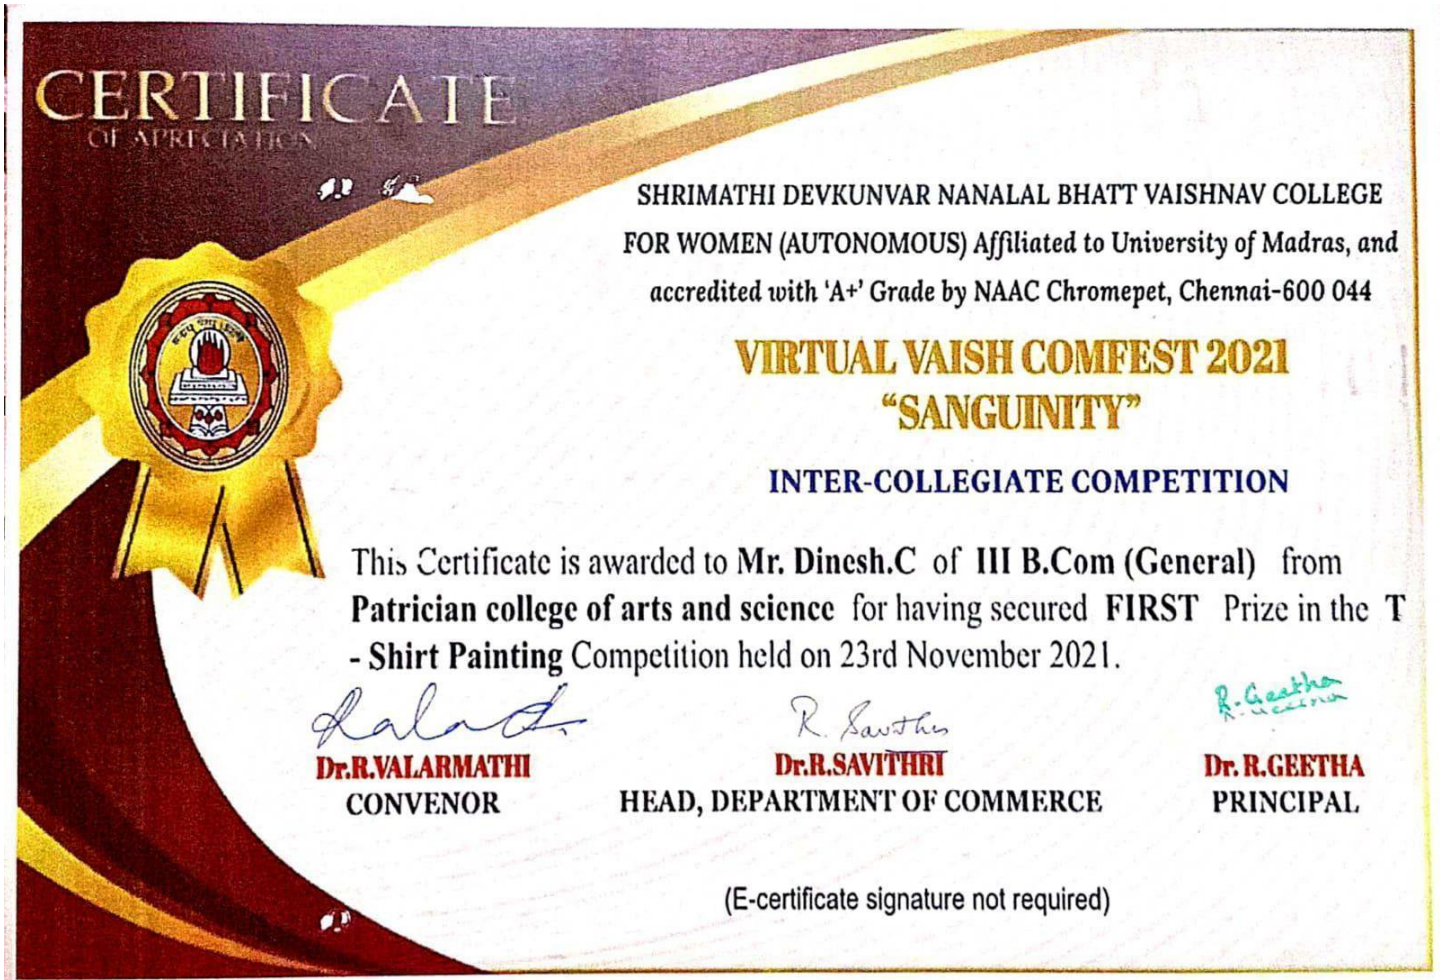 CERTIFICATE
OF APRECIATION
SHRIMATHI DEVKUNVAR NANALAL BHATT VAISHNAV COLLEGE
FOR WOMEN (AUTONOMOUS) Affiliated to University of Madras, and
accredited with ‘A+’ Grade by NAAC Chromepet, Chennai-600 044
VIRTUAL VAISH COMFEST 2021
“SANGUINITY”
INTER-COLLEGIATE COMPETITION
This Certificate is awarded to Mr. Dinesh.C of III B.Com (General) from
Patrician college of arts and science for having secured FIRST Prize in the T
- Shirt Painting Competition held on 23rd November 2021.
R. Savithri
R. Geetha
Dr.R.VALARMATHI
Dr.R.SAVITHRI
Dr. R.GEETHA
CONVENOR
HEAD, DEPARTMENT OF COMMERCE
PRINCIPAL
(E-certificate signature not required)